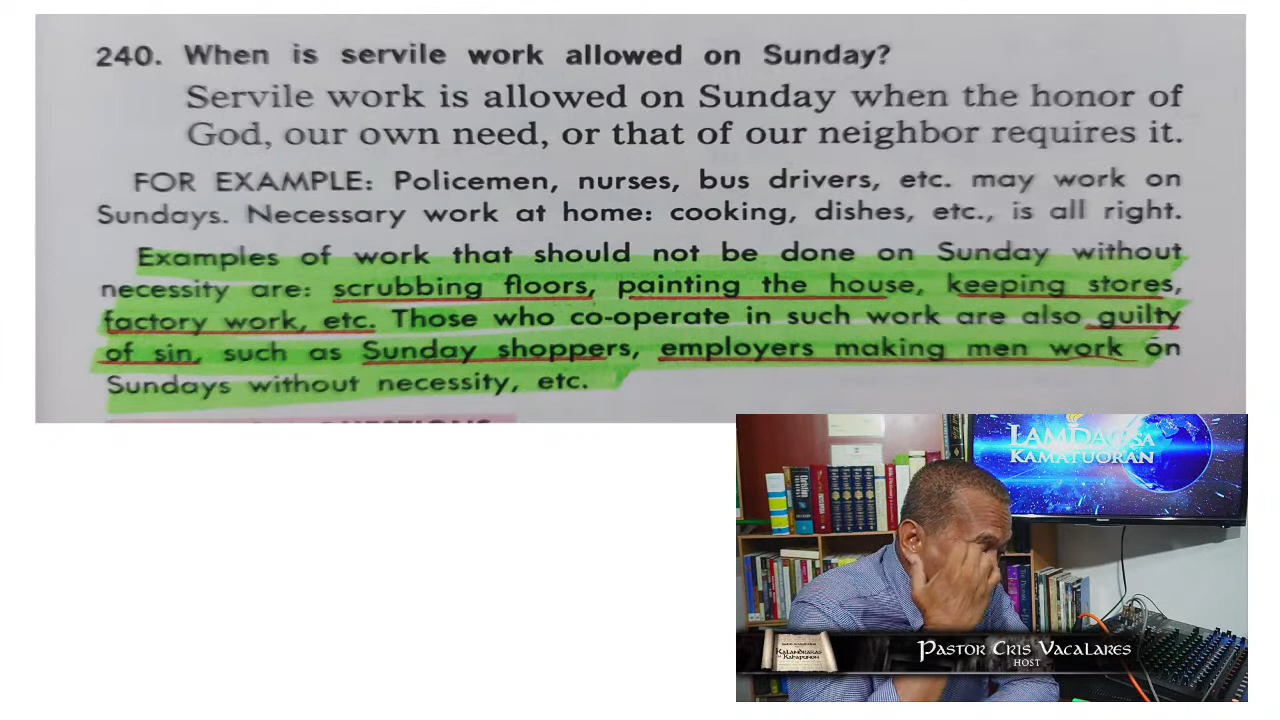 240. When is servile work allowed on Sunday?
Servile work is allowed on Sunday when the honor of
God, our own need, or that of our neighbor requires it.
FOR EXAMPLE: Policemen, nurses, bus drivers, etc. may work on
Sundays. Necessary work at home: cooking, dishes, etc., is all right.
Examples of work that should not be done on Sunday without
necessity are: scrubbing floors, painting the house, keeping stores,
factory work, etc. Those who co-operate in such work are also guilty
of sin, such as Sunday shoppers, employers making men work on
Sundays without necessity, etc.
LAMDAG SA
KAMATUORAN
PASTOR CRIS VACALARES
HOST